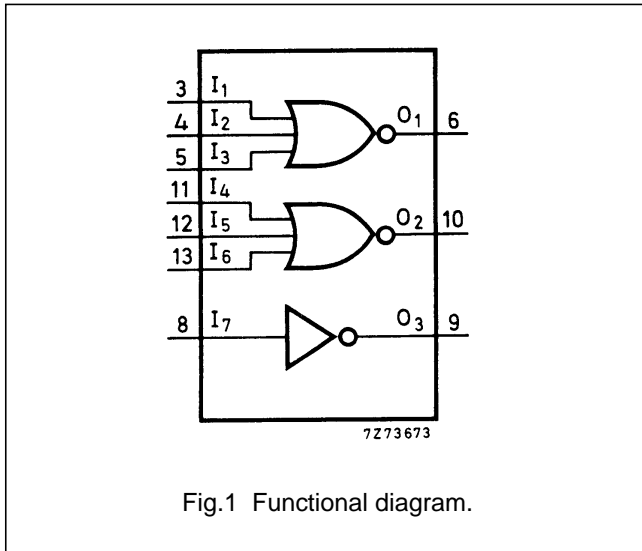 3 I1
4 I2 O1 6
5 I3
11 I4
12 I5 O2 10
13 I6
8 I7 O3 9
7Z73673
Fig.1 Functional diagram.